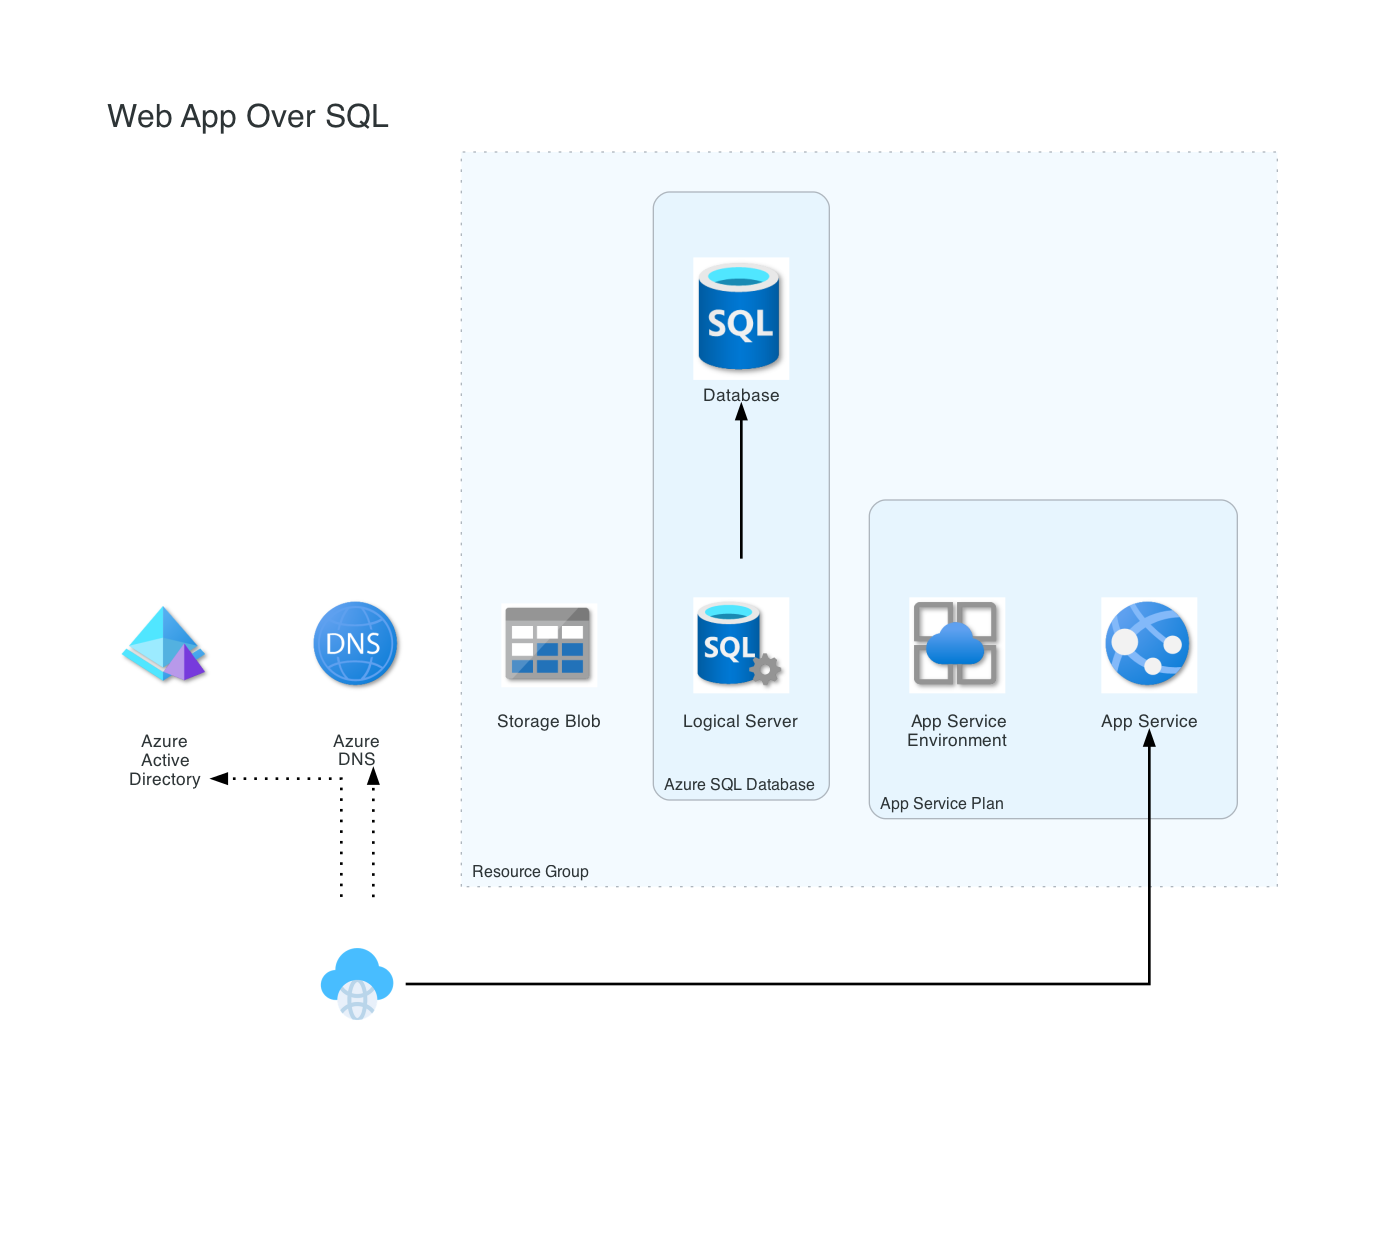 Web App Over SQL
SQL
Database
DNS
SQL
Azure
Active
Directory
Azure
DNS
Storage Blob
Logical Server
App Service
Environment
App Service
Azure SQL Database
App Service Plan
Resource Group